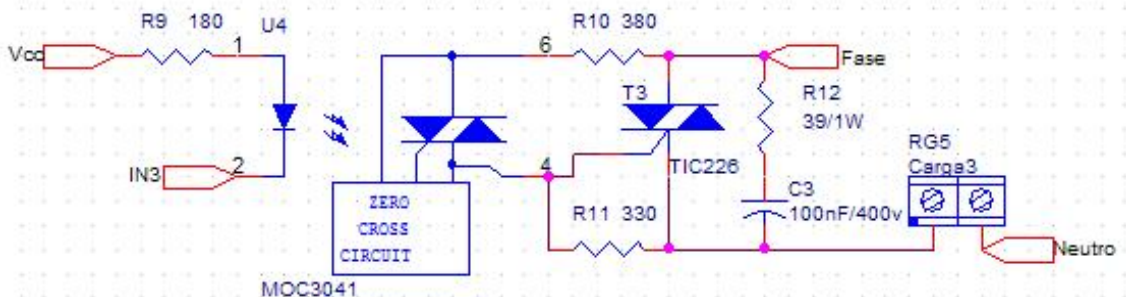 R9 180
U4
Vcc
1
IN3
2
6
R10 380
Fase
T3
R12
39/1W
4
TIC226
RG5
Carga3
C3
100nF/400v
ZERO
CROSS
CIRCUIT
R11 330
Neutro
MOC3041